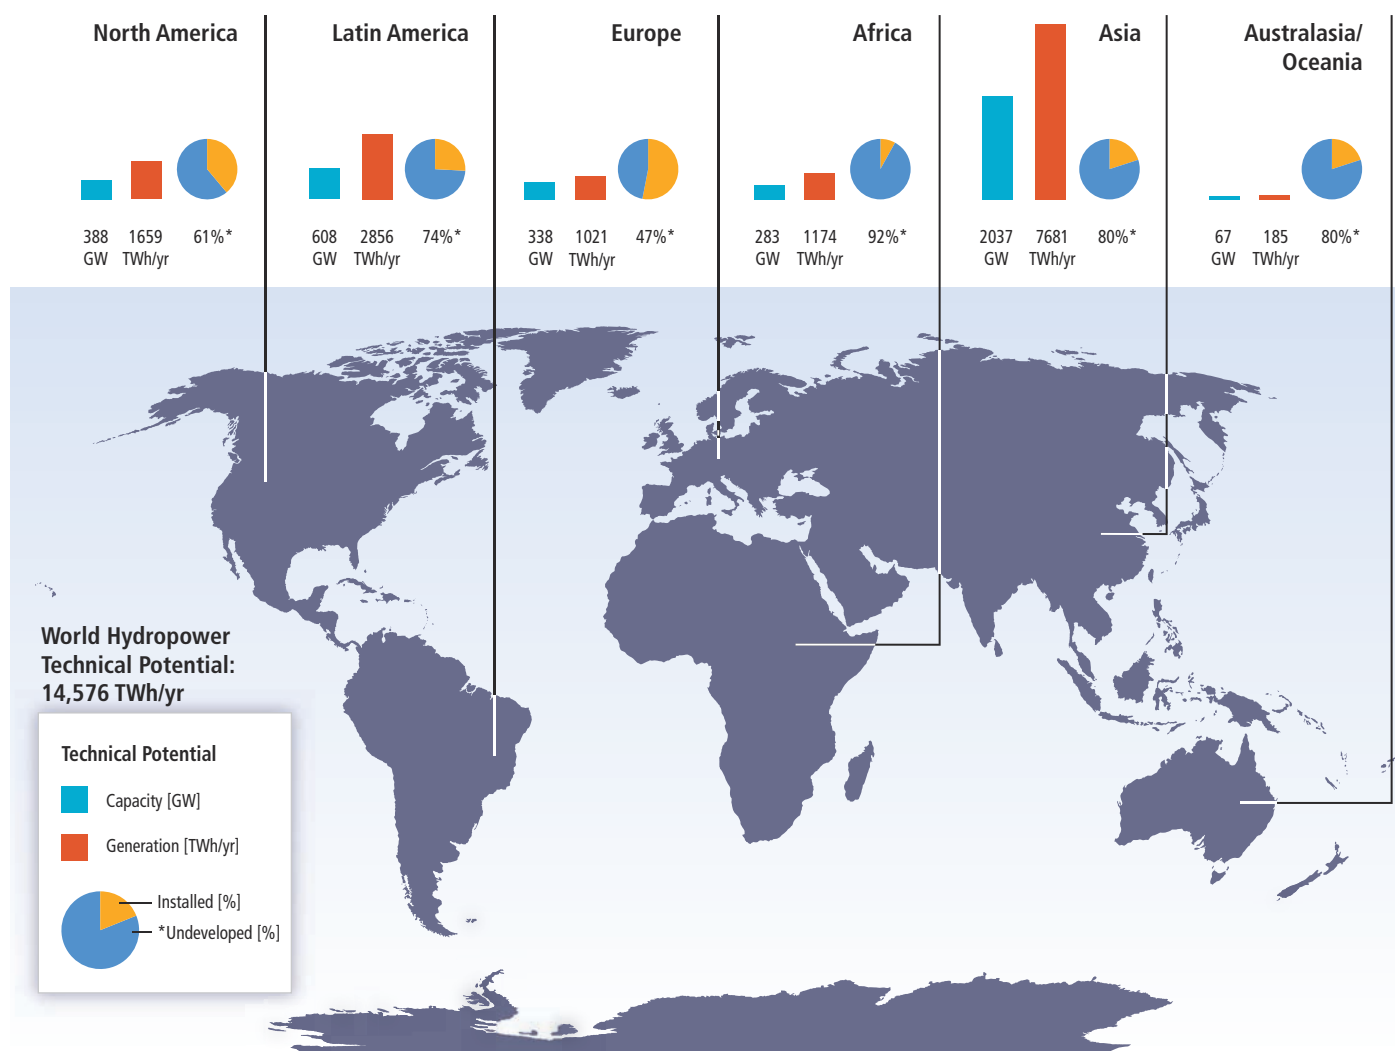 North America
388
GW
1659
TWh/yr
61%*
Latin America
608
GW
2856
TWh/yr
74%*
Europe
338
GW
1021
TWh/yr
47%*
Africa
283
GW
1174
TWh/yr
92%*
Asia
2037
GW
7681
TWh/yr
80%*
Australasia/
Oceania
67
GW
185
TWh/yr
80%*
World Hydropower
Technical Potential:
14,576 TWh/yr
Technical Potential
Capacity [GW]
Generation [TWh/yr]
Installed [%]
*Undeveloped [%]